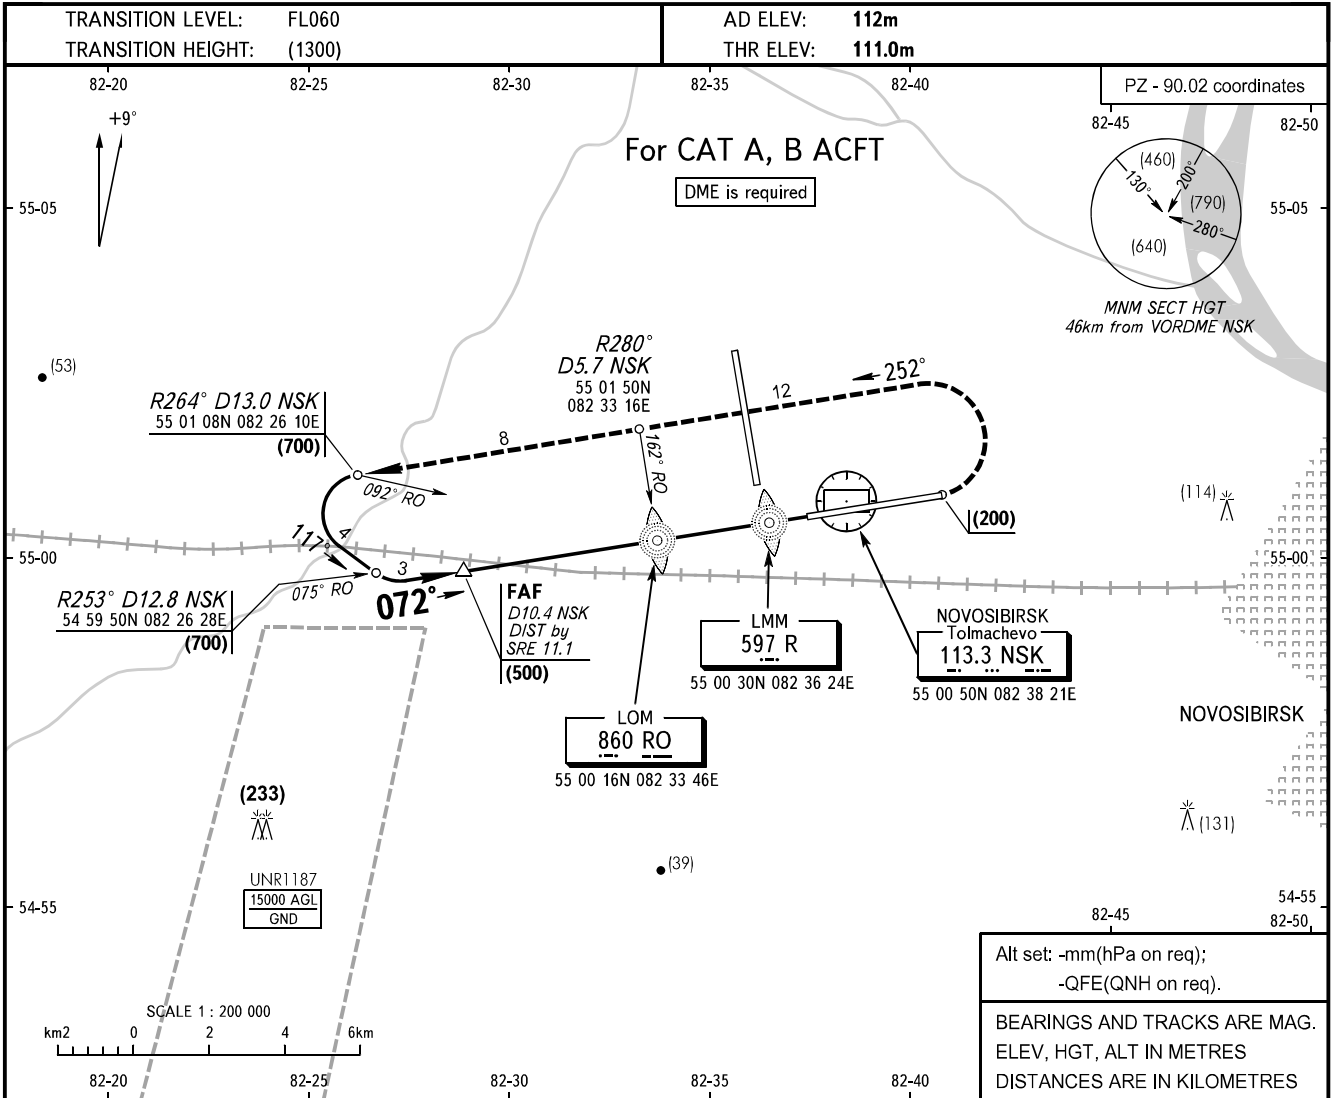 TRANSITION LEVEL: FL060
TRANSITION HEIGHT: (1300)
AD ELEV: 112m
THR ELEV: 111.0m
82-20 82-25 82-30 82-35 82-40
PZ - 90.02 coordinates
82-45 82-50
+9°
For CAT A, B ACFT
DME is required
(460)
130°
200°
(790)
280°
(640)
55-05 55-05
MNM SECT HGT
46km from VORDME NSK
(53)
R280°
D5.7 NSK
55 01 50N
082 33 16E
252°
12
R264° D13.0 NSK
55 01 08N 082 26 10E
(700)
8
162° RO
092° RO
(114)
(200)
117°
4
55-00 55-00
3
075° RO
072°
R253° D12.8 NSK
54 59 50N 082 26 28E
(700)
FAF
D10.4 NSK
DIST by
SRE 11.1
(500)
LMM
597 R
55 00 30N 082 36 24E
NOVOSIBIRSK
Tolmachevo
113.3 NSK
55 00 50N 082 38 21E
LOM
860 RO
55 00 16N 082 33 46E
NOVOSIBIRSK
(233)
(131)
(39)
UNR1187
15000 AGL
GND
54-55 54-55
82-45 82-50
Alt set: -mm(hPa on req);
-QFE(QNH on req).
SCALE 1 : 200 000
km2 0 2 4 6km
BEARINGS AND TRACKS ARE MAG.
ELEV, HGT, ALT IN METRES
DISTANCES ARE IN KILOMETRES
82-20 82-25 82-30 82-35 82-40